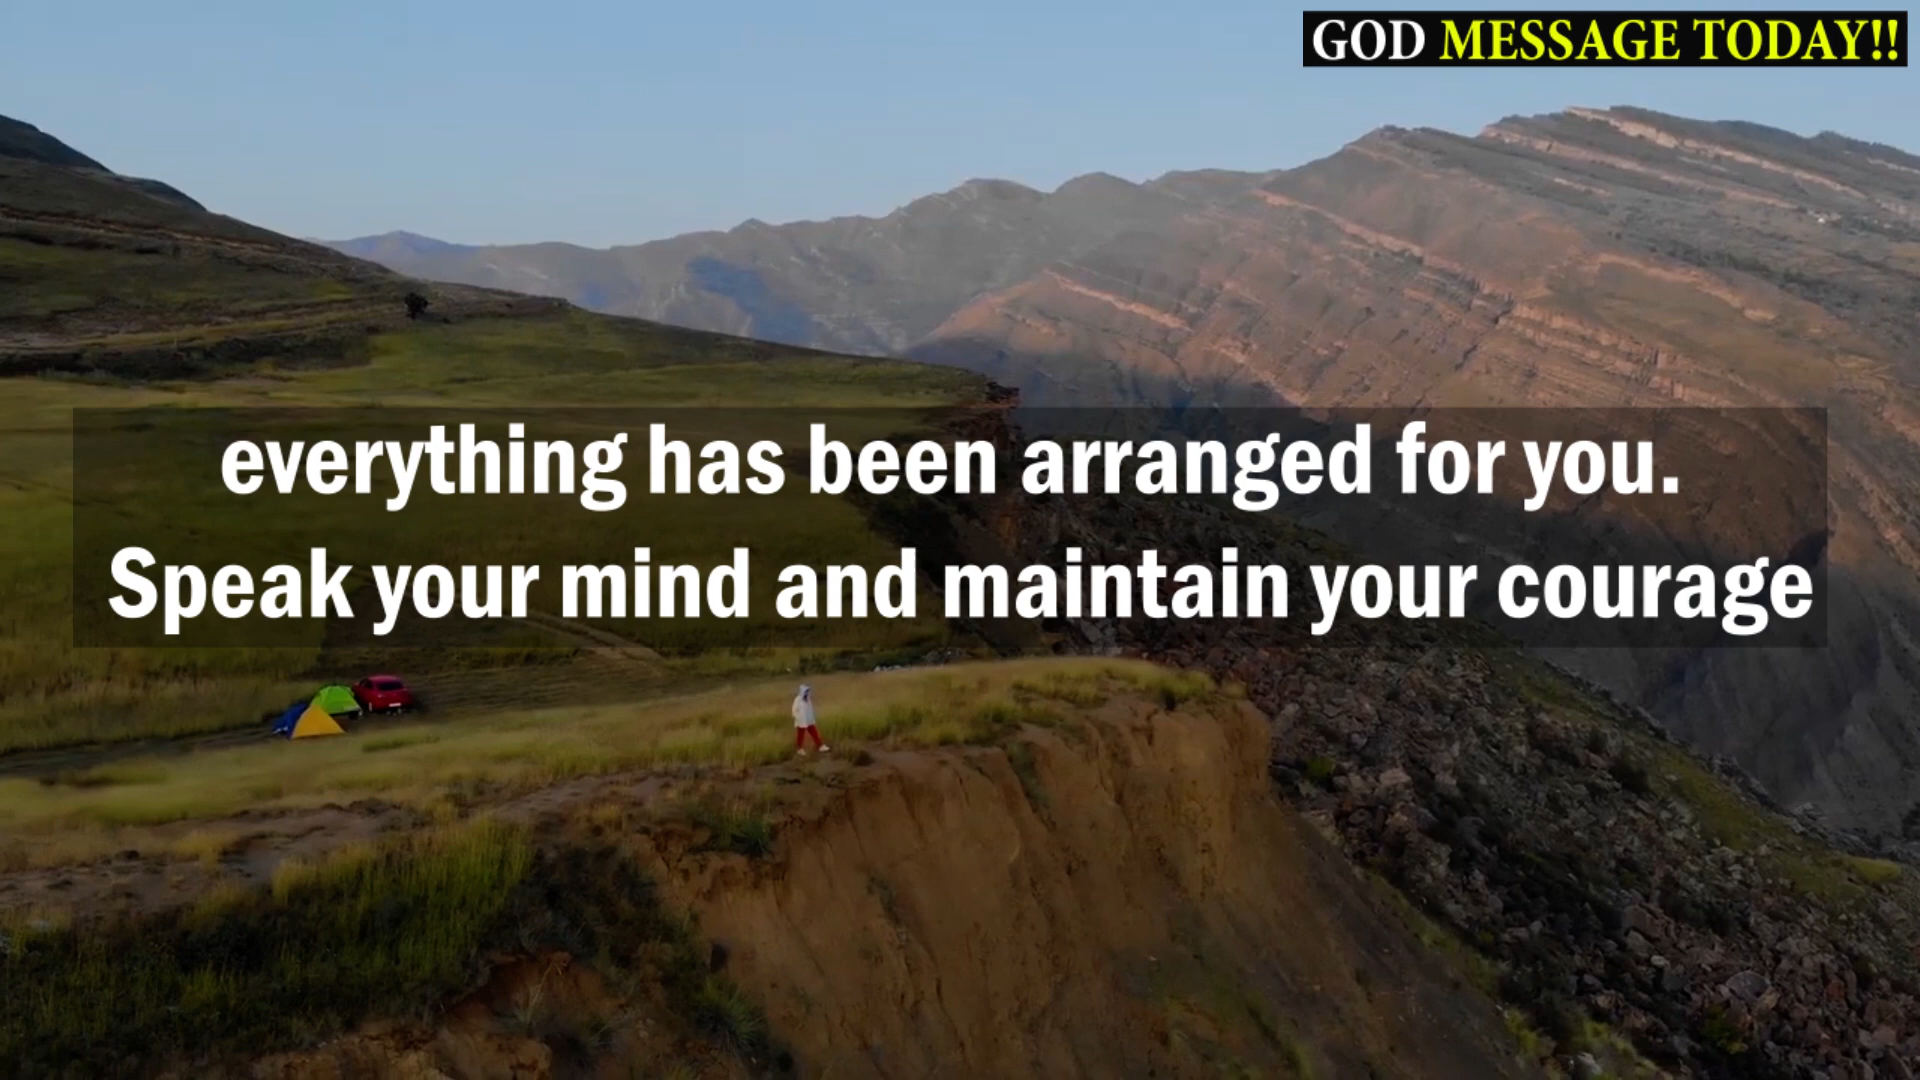 GOD MESSAGE TODAY!!
everything has been arranged for you.
Speak your mind and maintain your courage